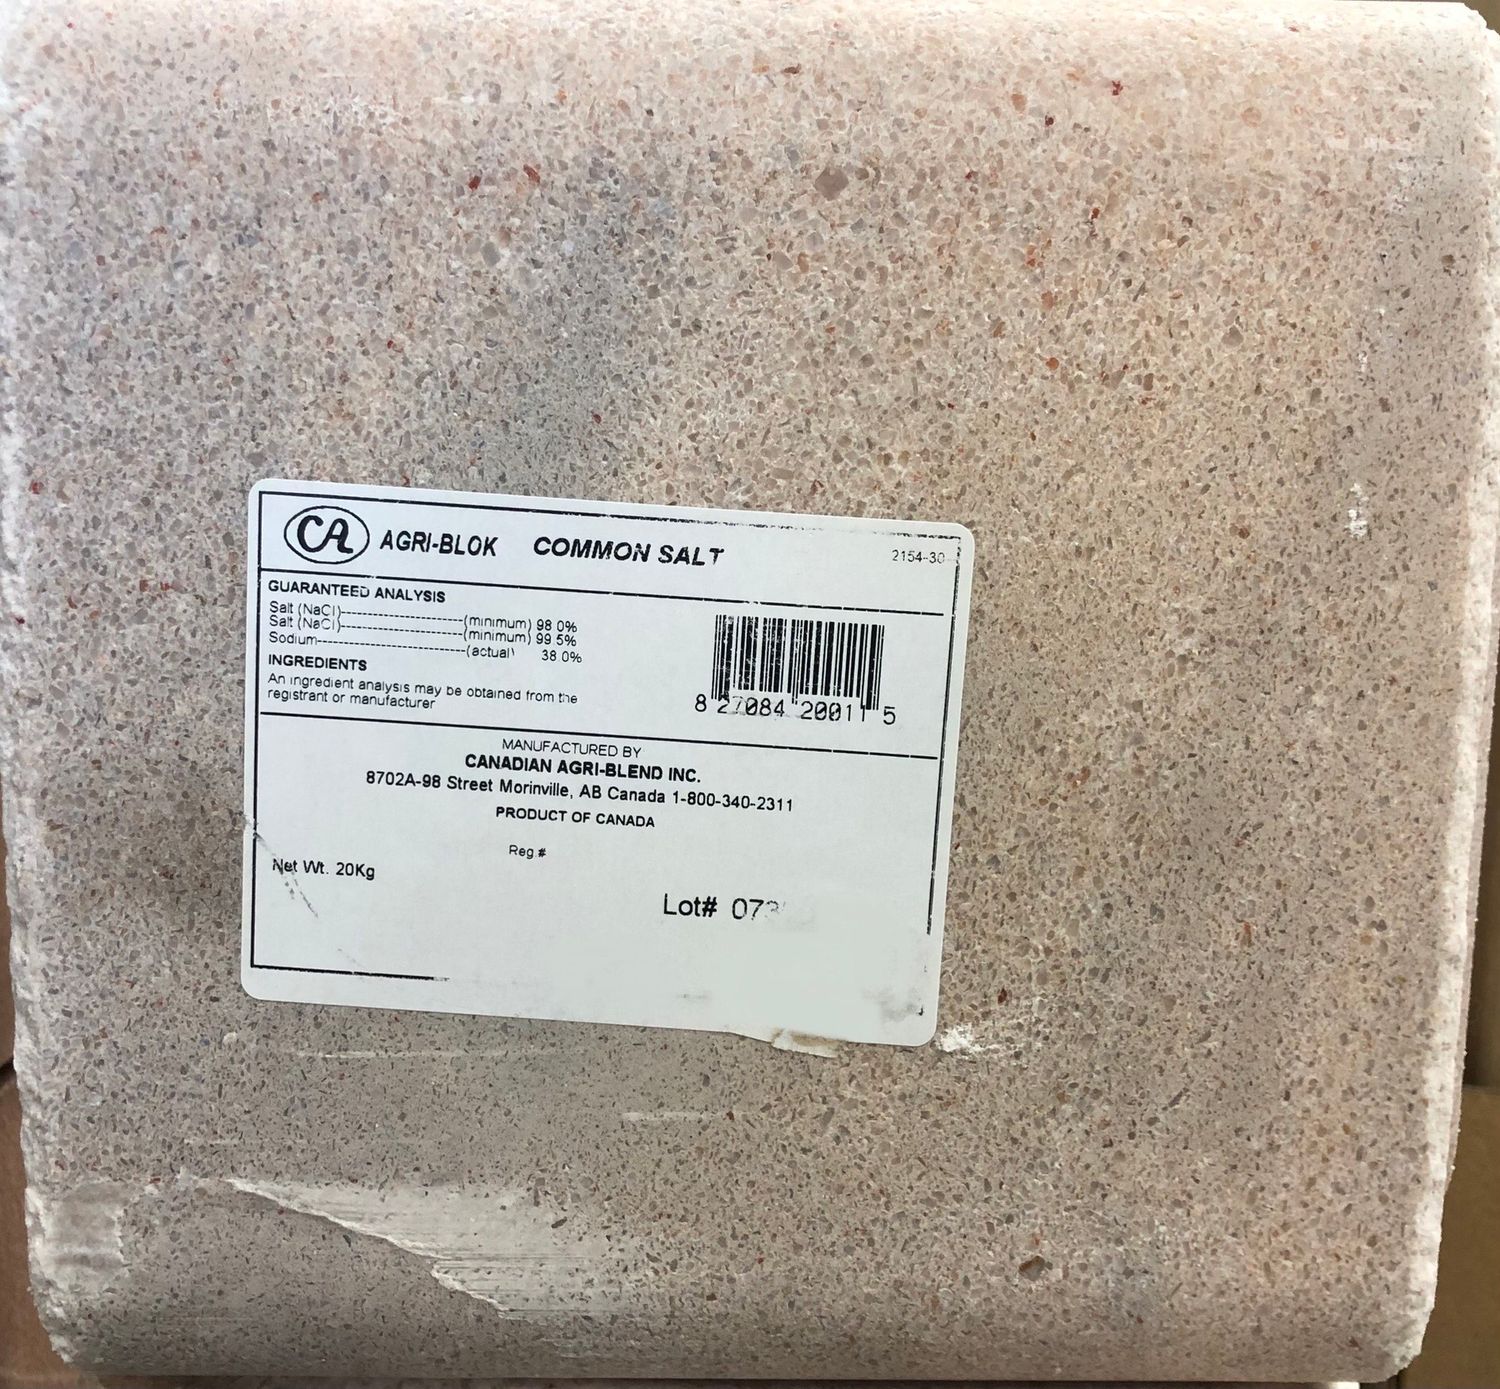 CA AGRI-BLOK COMMON SALT 2154-30
GUARANTEED ANALYSIS
Salt (NaCl)-----------------------(minimum) 98 0%
Salt (NaCl)-----------------------(minimum) 99 5%
Sodium----------------------------(actual) 38 0%
INGREDIENTS
An ingredient analysis may be obtained from the
registrant or manufacturer
8 27084 20011 5
MANUFACTURED BY
CANADIAN AGRI-BLEND INC.
8702A-98 Street Morinville, AB Canada 1-800-340-2311
PRODUCT OF CANADA
Reg #
Net Wt. 20Kg
Lot#